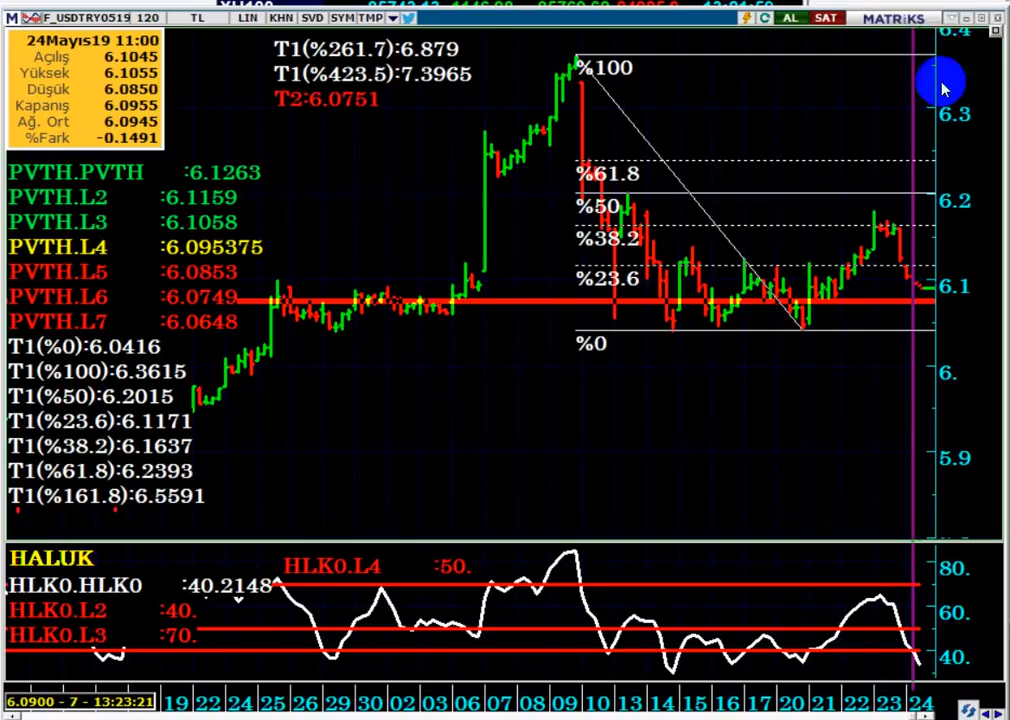 M F_USDTRY0519 120 TL LIN KHN SVD SYM TMP AL SAT MATRİKS
24Mayıs19 11:00
Açılış 6.1045
Yüksek 6.1055
Düşük 6.0850
Kapanış 6.0955
Ağ. Ort 6.0945
%Fark -0.1491
T1(%261.7):6.879
T1(%423.5):7.3965
T2:6.0751
PVTH.PVTH :6.1263
PVTH.L2 :6.1159
PVTH.L3 :6.1058
PVTH.L4 :6.095375
PVTH.L5 :6.0853
PVTH.L6 :6.0749
PVTH.L7 :6.0648
T1(%0):6.0416
T1(%100):6.3615
T1(%50):6.2015
T1(%23.6):6.1171
T1(%38.2):6.1637
T1(%61.8):6.2393
T1(%161.8):6.5591
%100
%61.8
%50
%38.2
%23.6
%0
6.4
6.3
6.2
6.1
6.
5.9
HALUK
HLK0.HLK0 :40.2148
HLK0.L2 :40.
HLK0.L3 :70.
HLK0.L4 :50.
80.
60.
40.
6.0900 - 7 - 13:23:21
19 22 24 25 26 29 30 02 03 06 07 08 09 10 13 14 15 16 17 20 21 22 23 24